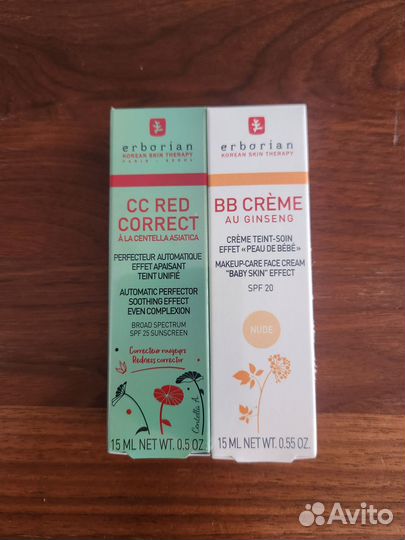 erborian
KOREAN SKIN THERAPY
PARIS - SEOUL
CC RED
CORRECT
À LA CENTELLA ASIATICA
PERFECTEUR AUTOMATIQUE
EFFET APAISANT
TEINT UNIFIÉ
AUTOMATIC PERFECTOR
SOOTHING EFFECT
EVEN COMPLEXION
BROAD SPECTRUM
SPF 25 SUNSCREEN
Correcteur rougeurs
Redness corrector
Centella A.
15 ML NET WT. 0.5 OZ.
erborian
KOREAN SKIN THERAPY
BB CRÈME
AU GINSENG
CRÈME TEINT-SOIN
EFFET «PEAU DE BÉBÉ»
MAKEUP-CARE FACE CREAM
"BABY SKIN" EFFECT
SPF 20
NUDE
15 ML NET WT. 0.55 OZ.
Avito